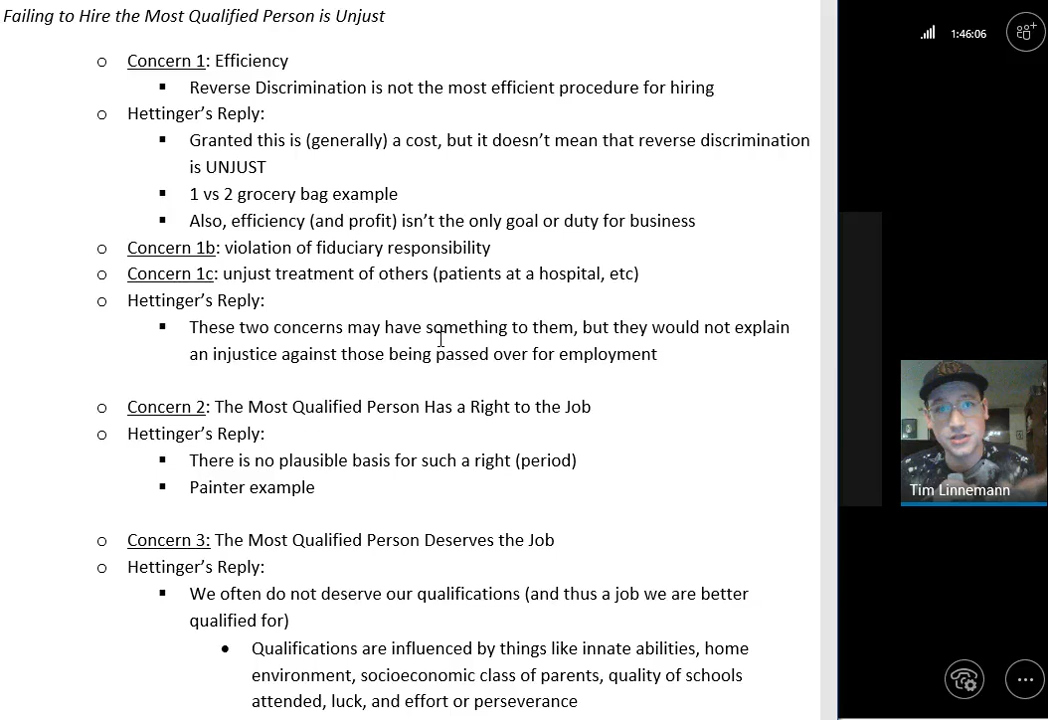 Failing to Hire the Most Qualified Person is Unjust
o Concern 1: Efficiency
▪ Reverse Discrimination is not the most efficient procedure for hiring
o Hettinger's Reply:
▪ Granted this is (generally) a cost, but it doesn't mean that reverse discrimination
is UNJUST
▪ 1 vs 2 grocery bag example
▪ Also, efficiency (and profit) isn't the only goal or duty for business
o Concern 1b: violation of fiduciary responsibility
o Concern 1c: unjust treatment of others (patients at a hospital, etc)
o Hettinger's Reply:
▪ These two concerns may have something to them, but they would not explain
an injustice against those being passed over for employment
o Concern 2: The Most Qualified Person Has a Right to the Job
o Hettinger's Reply:
▪ There is no plausible basis for such a right (period)
▪ Painter example
o Concern 3: The Most Qualified Person Deserves the Job
o Hettinger's Reply:
▪ We often do not deserve our qualifications (and thus a job we are better
qualified for)
• Qualifications are influenced by things like innate abilities, home
environment, socioeconomic class of parents, quality of schools
attended, luck, and effort or perseverance
1:46:06
Tim Linnemann